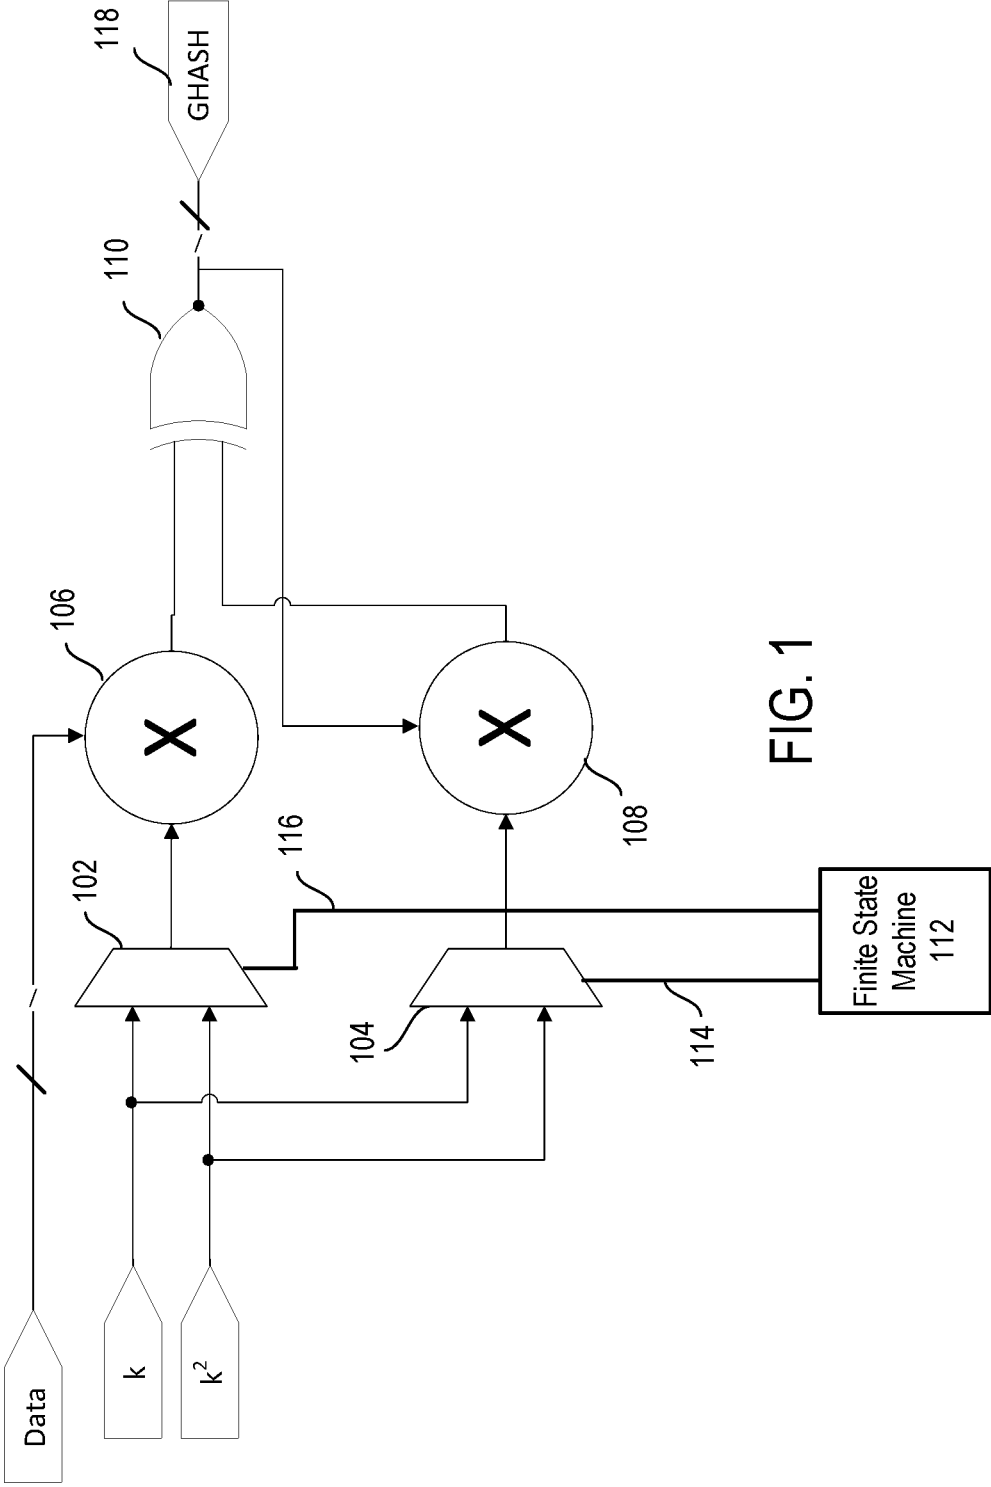 Data
k
k²
102
104
106
X
108
X
110
118
GHASH
116
114
Finite State
Machine
112
FIG. 1